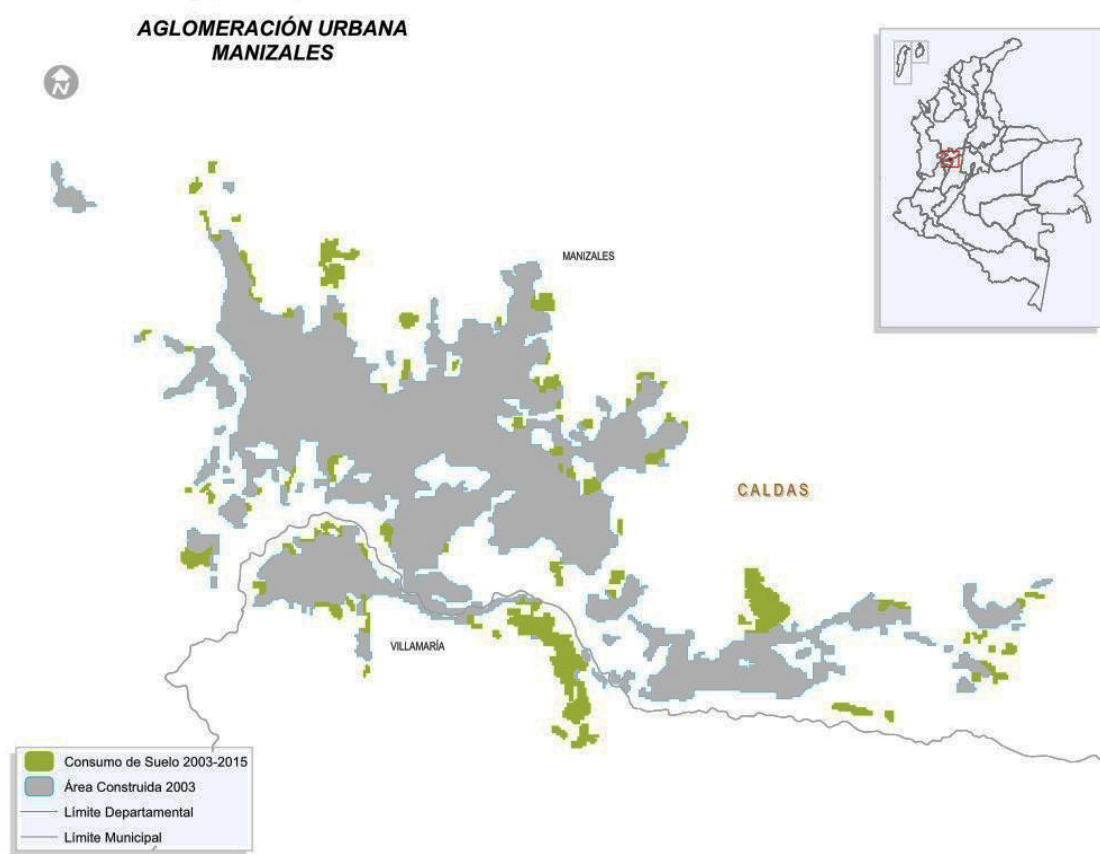 AGLOMERACIÓN URBANA
MANIZALES
N
MANIZALES
CALDAS
VILLAMARÍA
Consumo de Suelo 2003-2015
Área Construida 2003
Límite Departamental
Límite Municipal